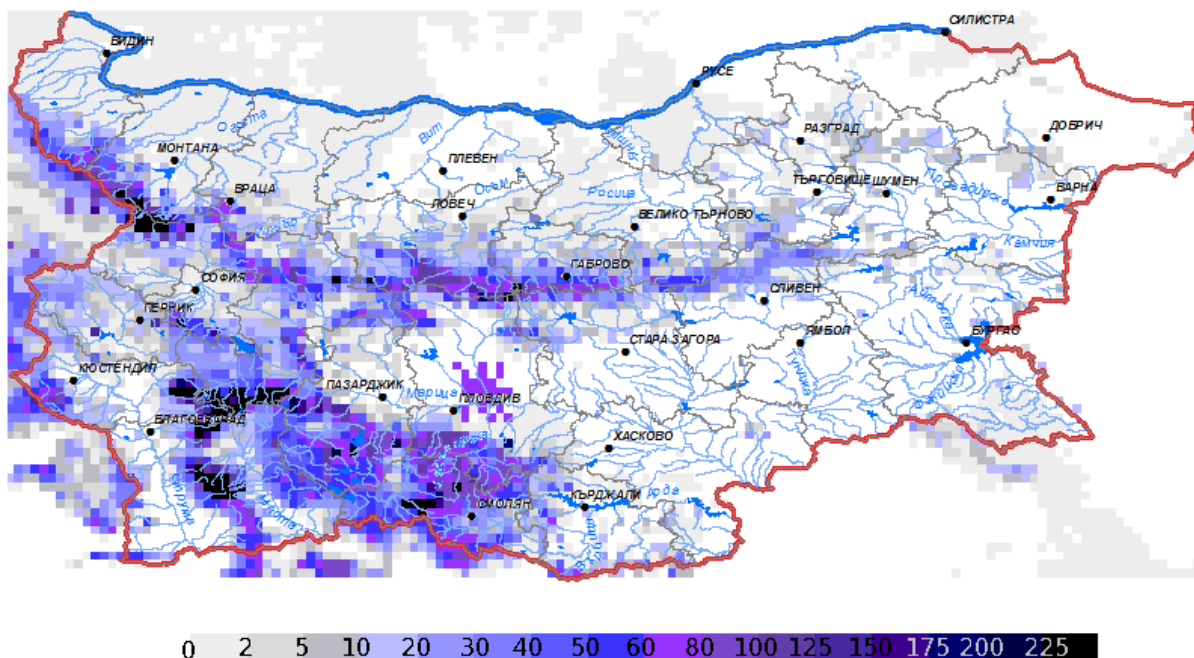 СИЛИСТРА
ВИДИН
РУСЕ
Огоста
Вит
РАЗГРАД
ДОБРИЧ
МОНТАНА
ПЛЕВЕН
Осъм
Росица
ТЪРГОВИЩЕ
ШУМЕН
ВРАЦА
ВАРНА
ЛОВЕЧ
ВЕЛИКО ТЪРНОВО
Искър
Камчия
ГАБРОВО
СОФИЯ
СЛИВЕН
ПЕРНИК
Айтоска
ЯМБОЛ
БУРГАС
СТАРА ЗАГОРА
Тунджа
КЮСТЕНДИЛ
ПАЗАРДЖИК
Марица
ПЛОВДИВ
БЛАГОЕВГРАД
ХАСКОВО
Струма
Места
СМОЛЯН
КЪРДЖАЛИ
Арда
0 2 5 10 20 30 40 50 60 70 80 100 125 150 175 200 225